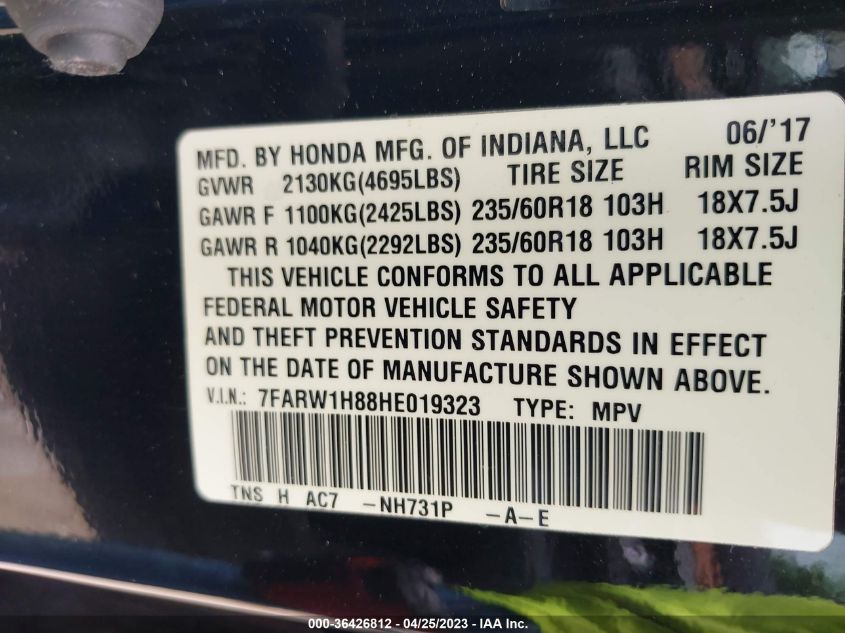 MFD. BY HONDA MFG. OF INDIANA, LLC 06/'17
GVWR 2130KG(4695LBS) TIRE SIZE RIM SIZE
GAWR F 1100KG(2425LBS) 235/60R18 103H 18X7.5J
GAWR R 1040KG(2292LBS) 235/60R18 103H 18X7.5J
THIS VEHICLE CONFORMS TO ALL APPLICABLE
FEDERAL MOTOR VEHICLE SAFETY
AND THEFT PREVENTION STANDARDS IN EFFECT
ON THE DATE OF MANUFACTURE SHOWN ABOVE.
V.I.N.: 7FARW1H88HE019323 TYPE: MPV
TNS H AC7 -NH731P -A-E
000-36426812 - 04/25/2023 - IAA Inc.